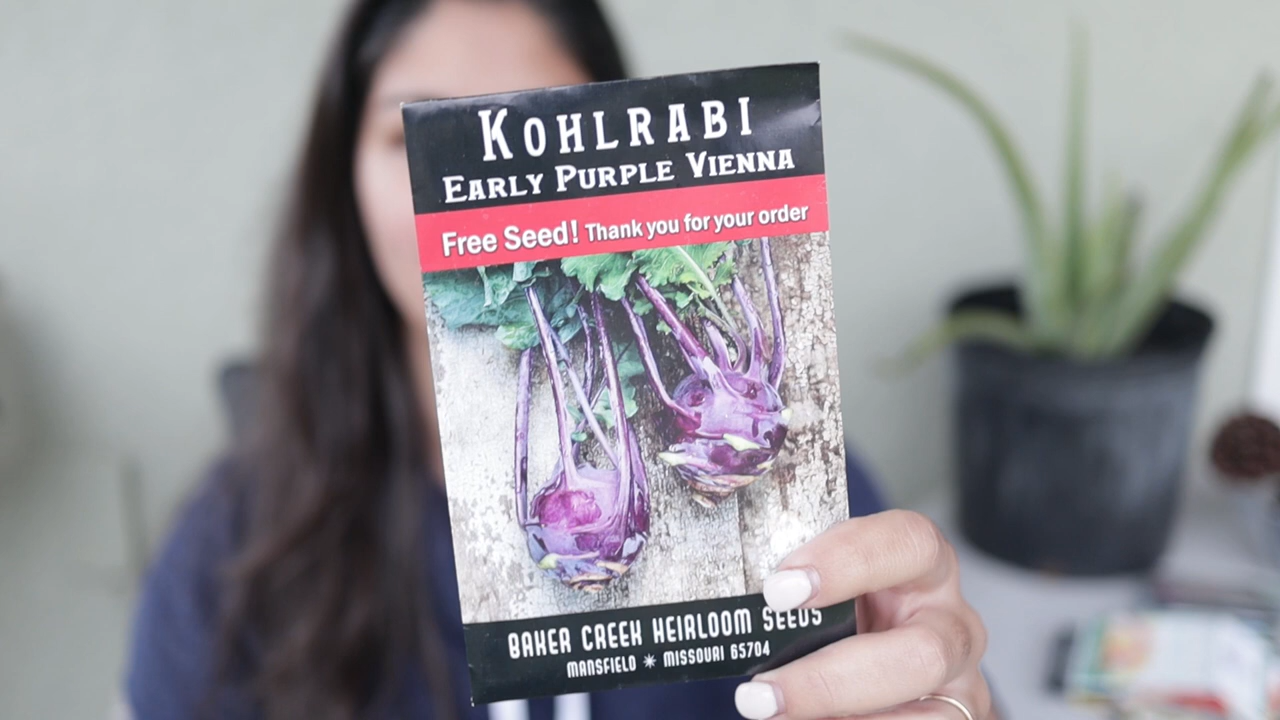 KOHLRABI
EARLY PURPLE VIENNA
Free Seed! Thank you for your order
BAKER CREEK HEIRLOOM SEEDS
MANSFIELD ✳ MISSOURI 65704